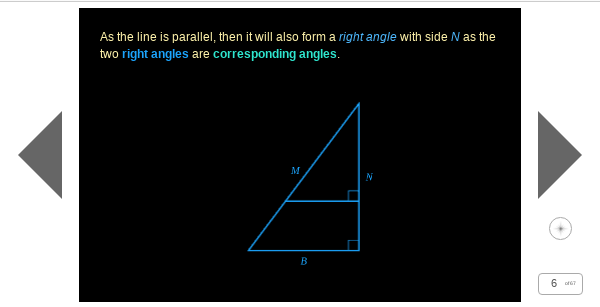 As the line is parallel, then it will also form a right angle with side N as the
two right angles are corresponding angles.
M
N
B
6 of 67